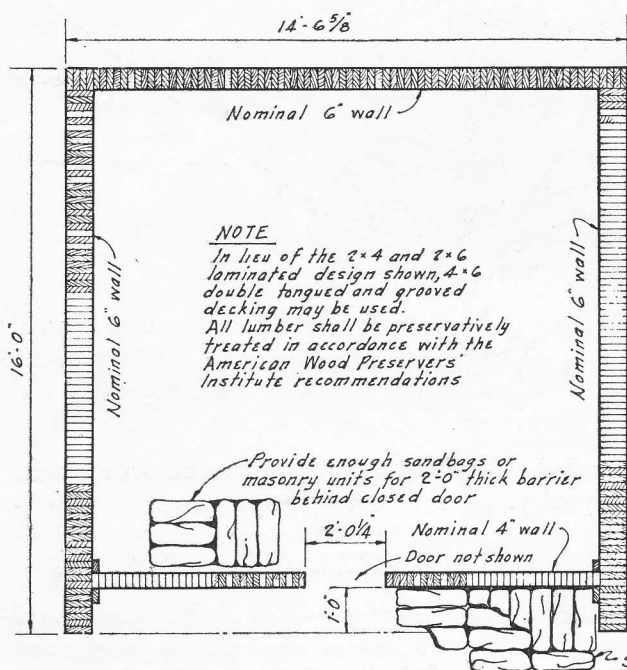 14'-6 5/8
Nominal 6" wall
NOTE
In lieu of the 2×4 and 2×6
laminated design shown, 4×6
double tongued and grooved
decking may be used.
All lumber shall be preservatively
treated in accordance with the
American Wood Preservers'
Institute recommendations
Nominal 6" wall
Nominal 6" wall
16'-0"
Provide enough sandbags or
masonry units for 2'-0" thick barrier
behind closed door
2'-0 1/4"
Nominal 4" wall
Door not shown
1'-0"